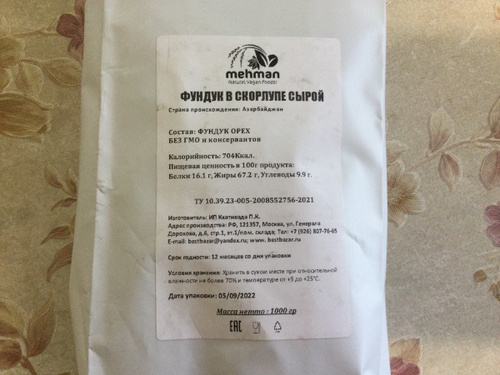 mehman
Natural Vegan Foods
ФУНДУК В СКОРЛУПЕ СЫРОЙ
Страна происхождения: Азербайджан
Состав: ФУНДУК ОРЕХ
БЕЗ ГМО и консервантов
Калорийность: 704Ккал.
Пищевая ценность в 100г продукта:
Белки 16.1 г, Жиры 67.2 г, Углеводы 9.9 г.
ТУ 10.39.23-005-2008552756-2021
Изготовитель: ИП П.К.
Адрес производства: РФ, 121357, Москва, ул. Генерала
Дорохова, д.6, стр.1, эт.1/пом. склада; Тел: +7 (926) 807-76-65
E-mail: bostbazar@yandex.ru; www. bostbazar.ru
Срок годности: 12 месяцев со дня упаковки
Условия хранения: Хранить в сухом месте при относительной
влажности не более 70% и температуре от +5 до +25°С.
Дата упаковки: 05/09/2022
Масса нетто : 1000 гр
ЕАС